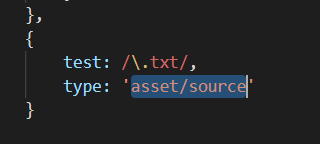 },
{
test: /\.txt/,
type: 'asset/source'
}